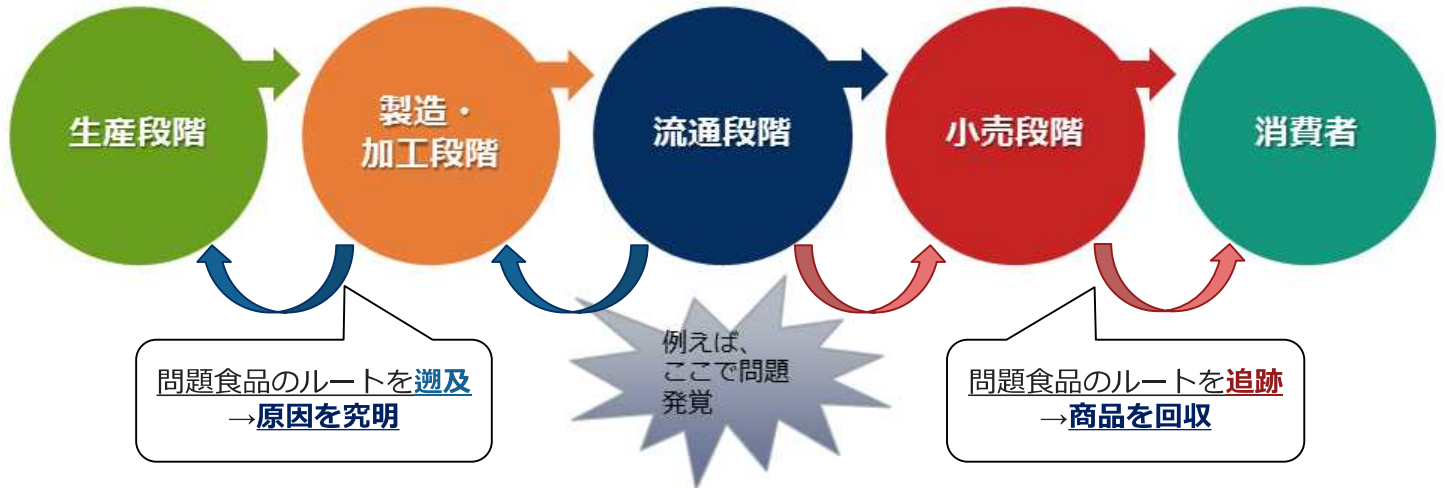 生産段階
製造・
加工段階
流通段階
小売段階
消費者
例えば、
ここで問題
発覚
問題食品のルートを遡及
→原因を究明
問題食品のルートを追跡
→商品を回収